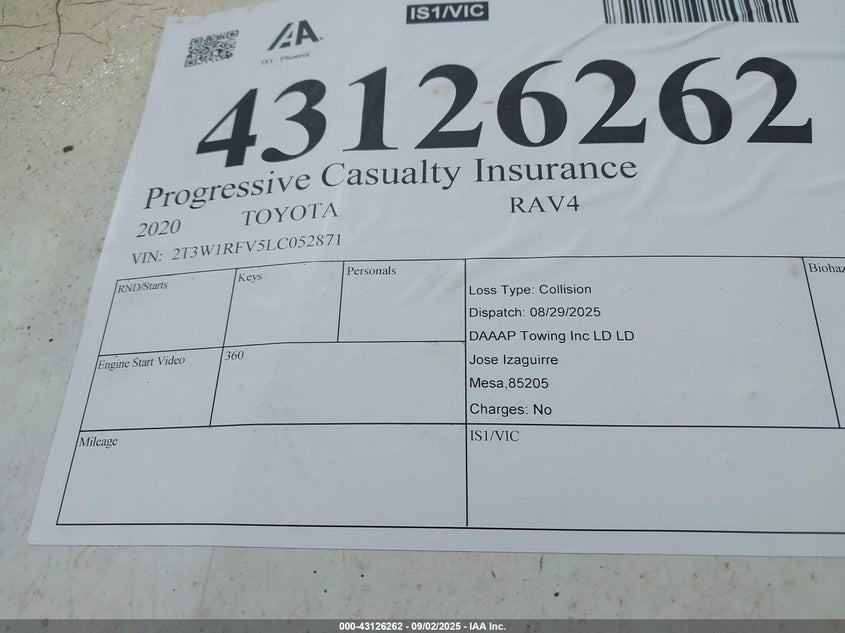 IS1/VIC
IAA.
151 - Phoenix
43126262
Progressive Casualty Insurance
2020 TOYOTA RAV4
VIN: 2T3W1RFV5LC052871
RND/Starts
Keys
Personals
Loss Type: Collision
Dispatch: 08/29/2025
DAAAP Towing Inc LD LD
Jose Izaguirre
Mesa,85205
Charges: No
Biohaz
Engine Start Video
360
Mileage
IS1/VIC
000-43126262 - 09/02/2025 - IAA Inc.